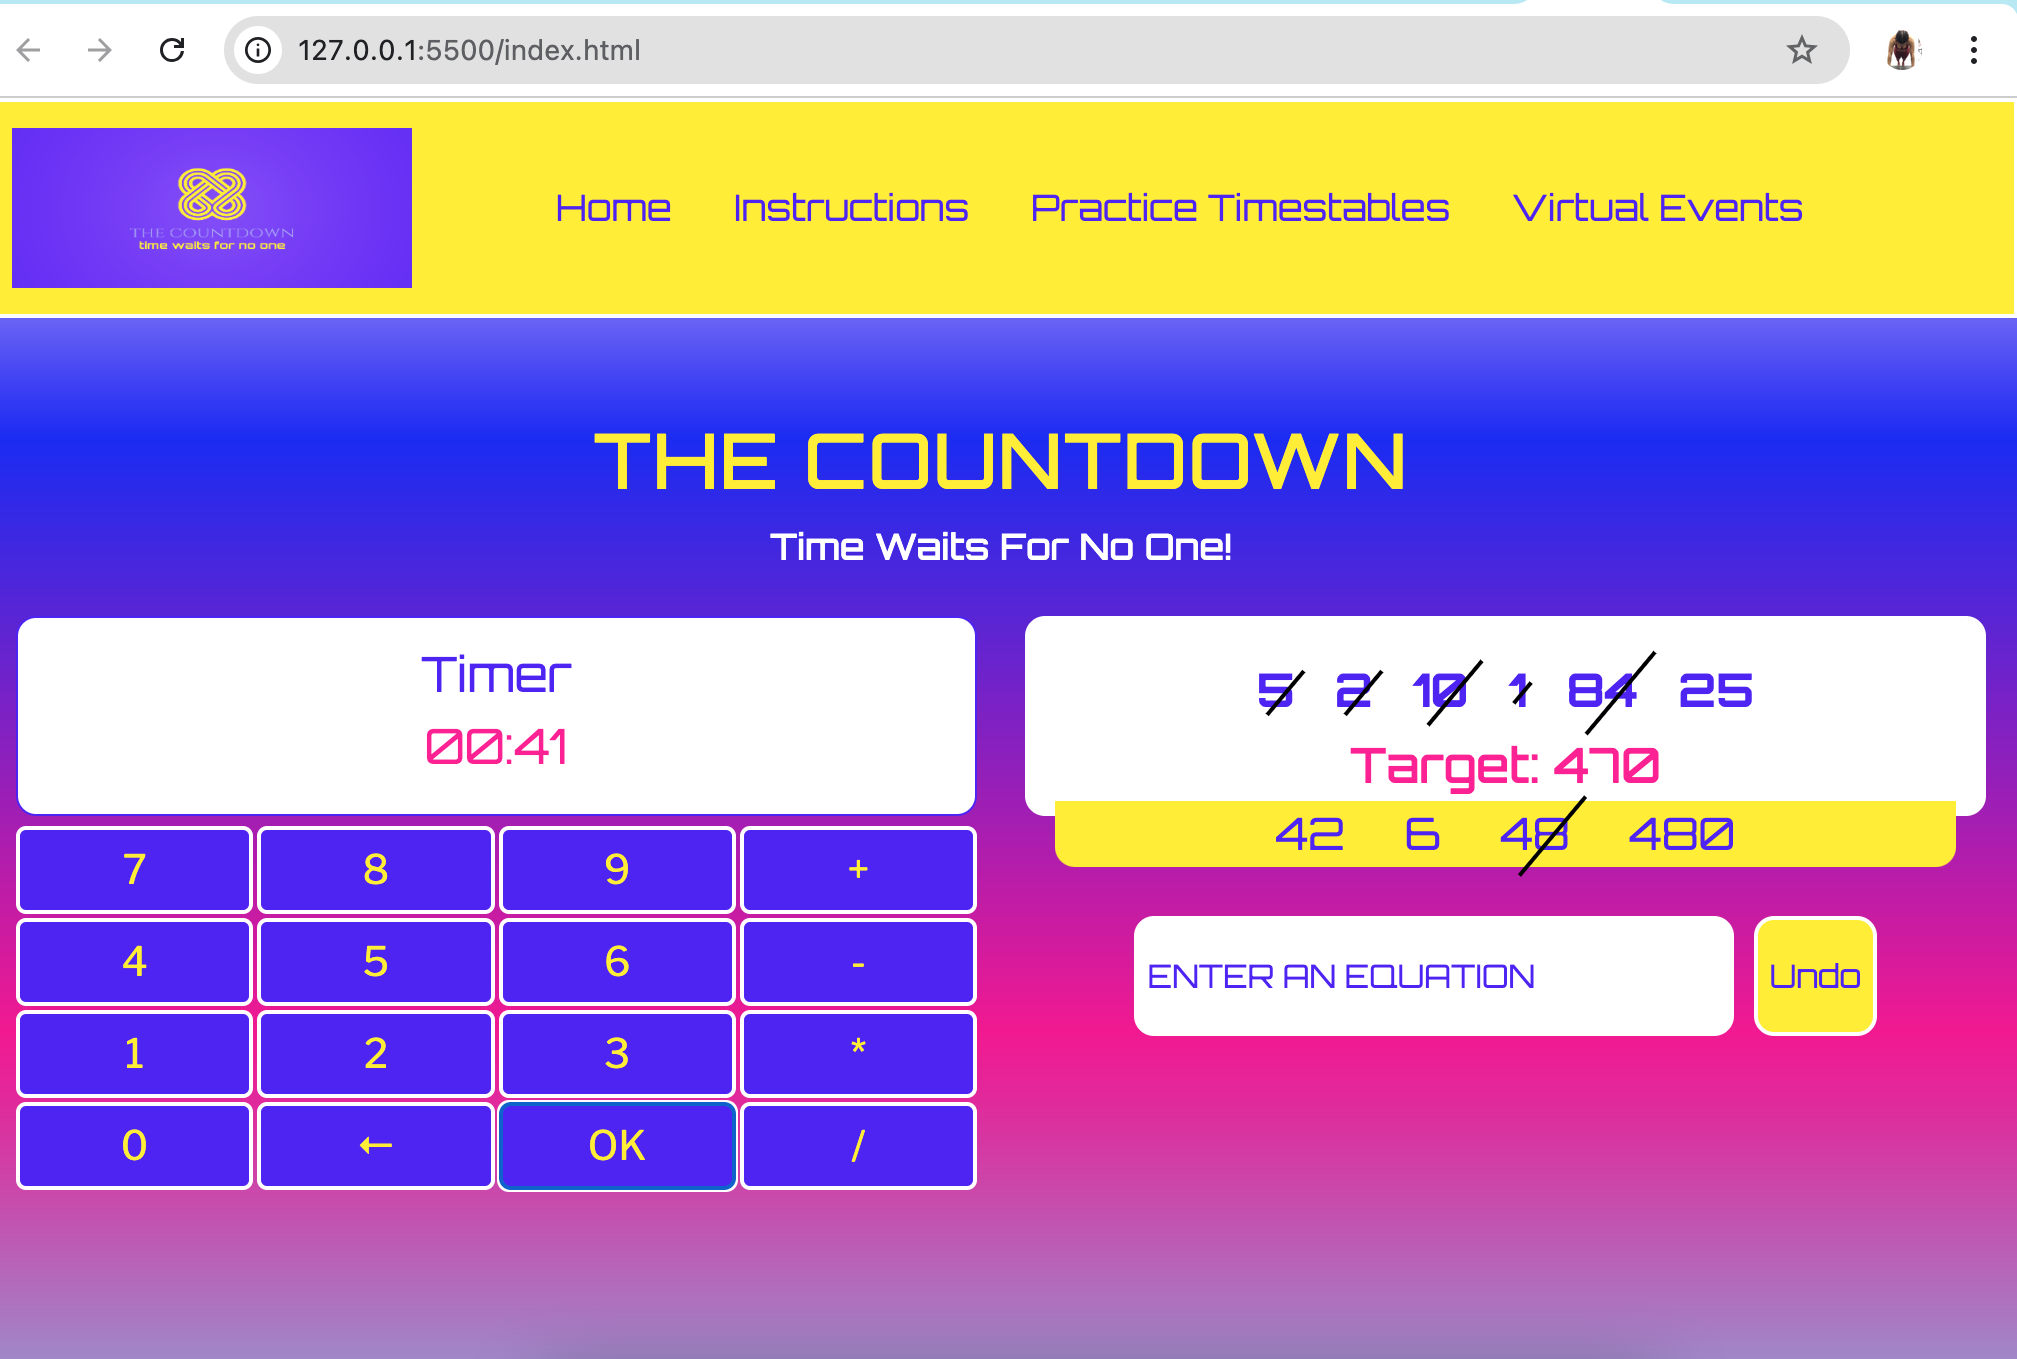 127.0.0.1:5500/index.html
THE COUNTDOWN
time waits for no one
Home Instructions Practice Timestables Virtual Events
THE COUNTDOWN
Time Waits For No One!
Timer
00:41
5 2 10 1 84 25
Target: 470
42 6 48 480
7 8 9 +
4 5 6 -
1 2 3 *
0 ← OK /
ENTER AN EQUATION
Undo